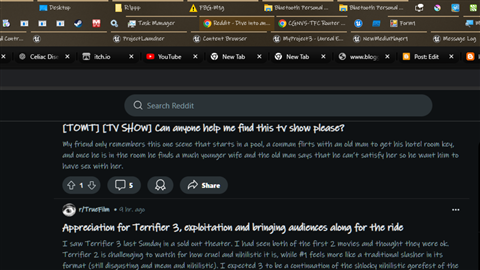 Desktop
R!ppp
FBG-M!sg
Bluetooth Personal ...
Bluetooth Personal ...
Task Manager
Reddit - Dive into an...
CGNVS-TFC Router ...
Form1
d Contr...
ProjectLauncher
Content Browser
MyProject3 - Unreal E...
NewMediaPlayer1
Message Log
Celiac Dise...
itch.io
YouTube
New Tab
New Tab
www.blog...
Post: Edit
C
Search Reddit
[TOMT] [TV SHOW] Can anyone help me find this tv show please?
My friend only remembers this one scene that starts in a pool, a conman flirts with an old man to get his hotel room key,
and once he is in the room he finds a much younger wife and the old man says that he can't satisfy her so he want him to
have sex with her.
1
5
Share
r/TrueFilm • 9 hr. ago
Appreciation for Terrifier 3, exploitation and bringing audiences along for the ride
I saw Terrifier 3 last Sunday in a sold out theater. I had seen both of the first 2 movies and thought they were ok.
Terrifier 2 is challenging to watch for how cruel and nihilistic it is, while #1 feels more like a traditional slasher in its
format (still disgusting and mean and nihilistic). I expected 3 to be a continuation of the shlocky nihilistic gorefests of the